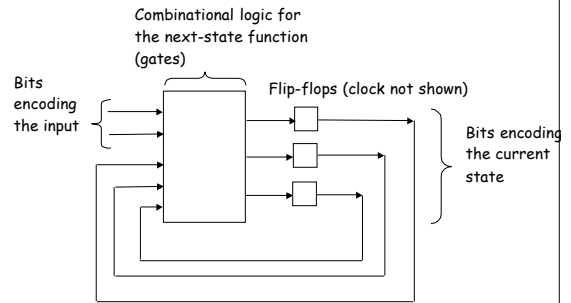 Combinational logic for
the next-state function
(gates)
Bits
encoding
the input
Flip-flops (clock not shown)
Bits encoding
the current
state